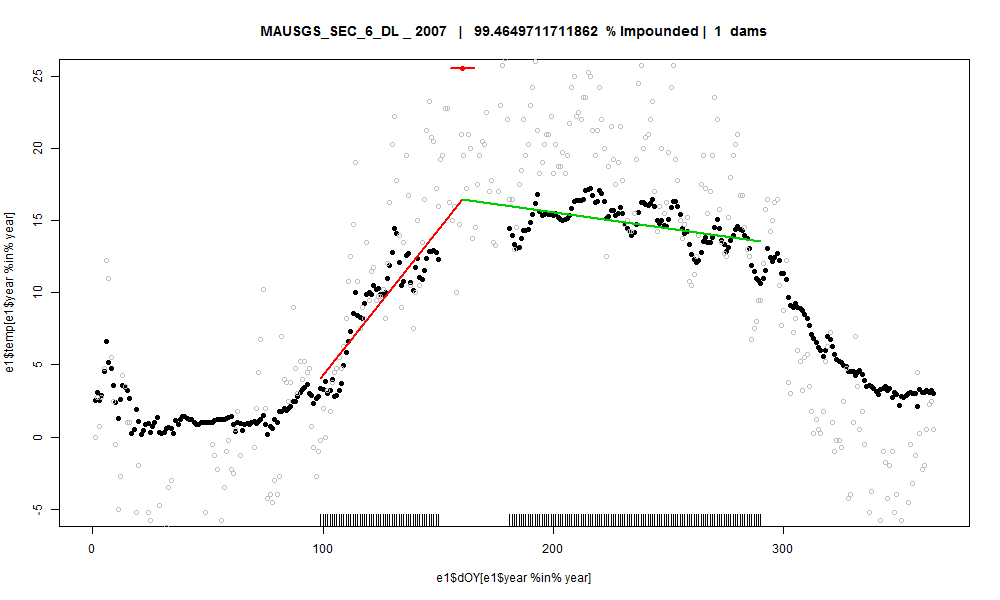 MAUSGS_SEC_6_DL _ 2007 | 99.4649711711862 % Impounded | 1 dams
e1$temp[e1$year %in% year]
25
20
15
10
5
0
-5
0 100 200 300
e1$dOY[e1$year %in% year]